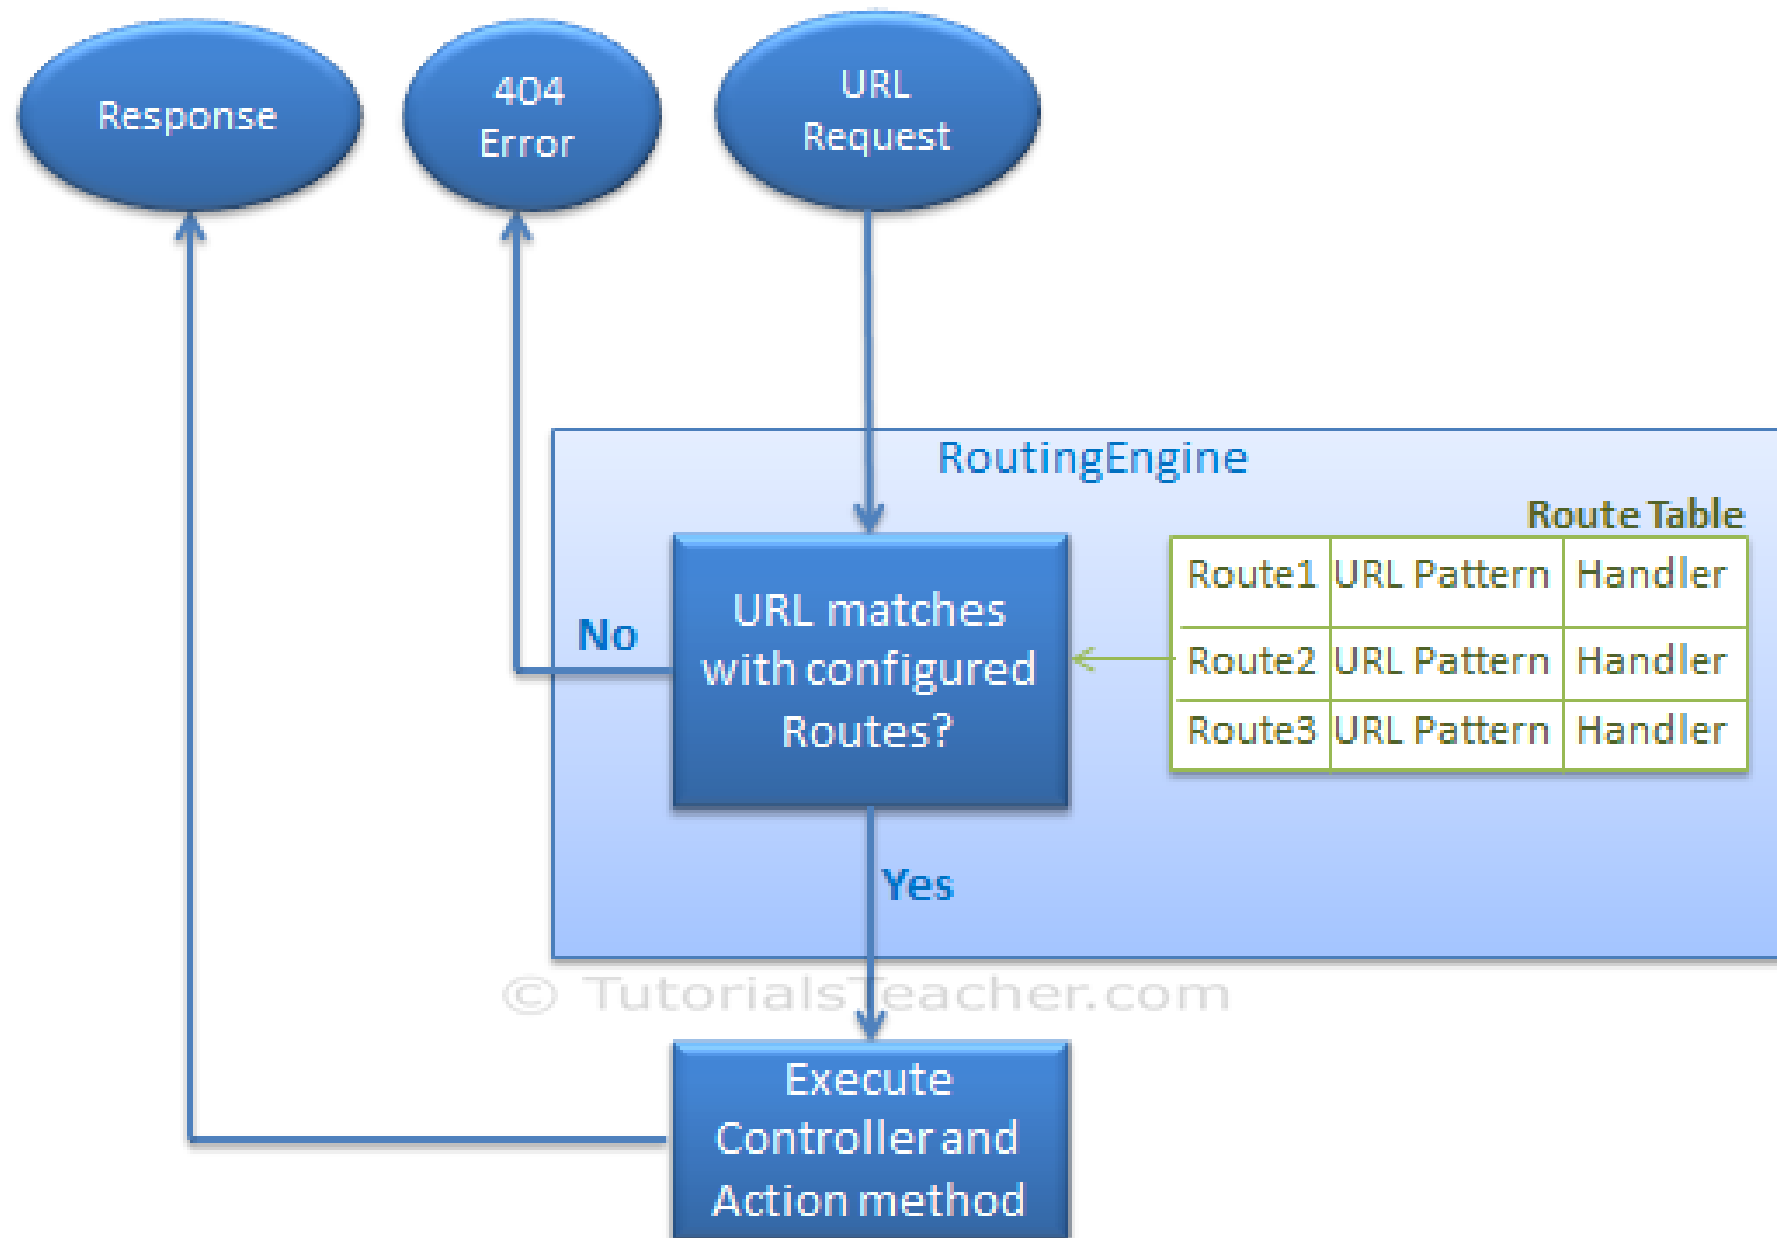 Response
404
Error
URL
Request
RoutingEngine
Route Table
Route1 URL Pattern Handler
Route2 URL Pattern Handler
Route3 URL Pattern Handler
URL matches
with configured
Routes?
No
Yes
© TutorialsTeacher.com
Execute
Controller and
Action method